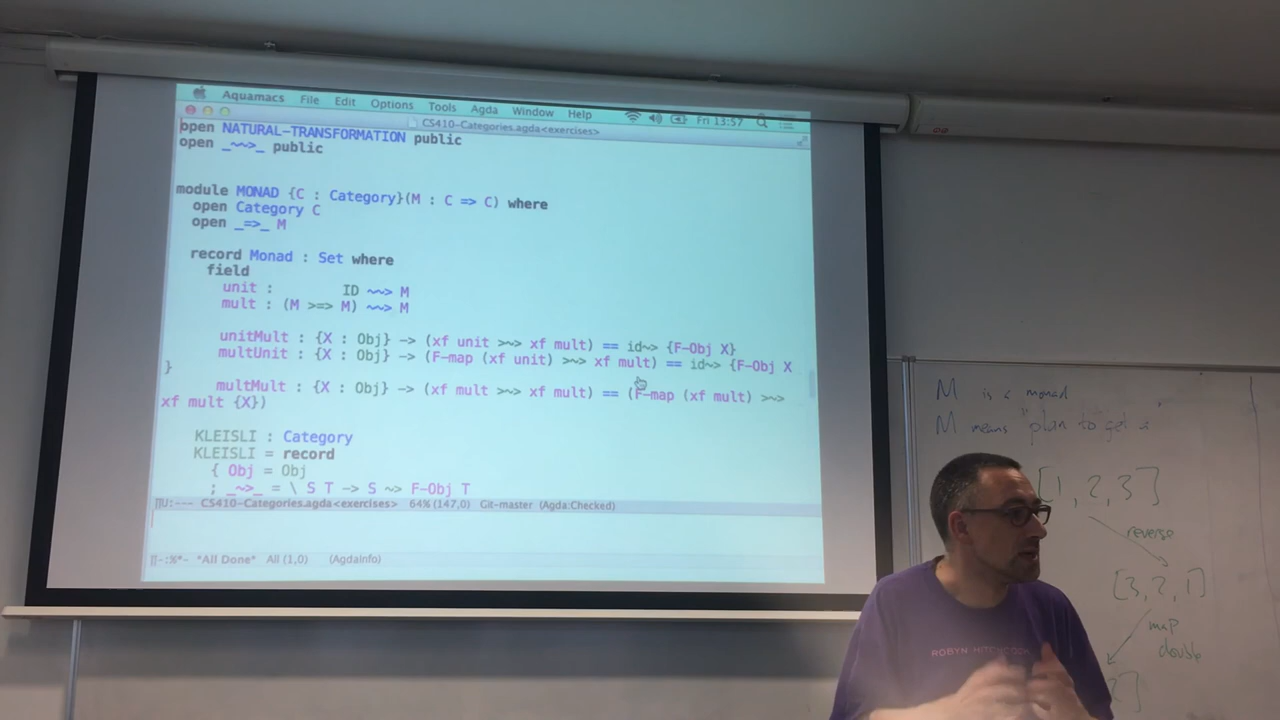 Aquamacs File Edit Options Tools Agda Window Help Fri 13:57
CS410-Categories.agda<exercises>
open NATURAL-TRANSFORMATION public
open _~~>_ public
module MONAD {C : Category}(M : C => C) where
open Category C
open _=>_ M
record Monad : Set where
field
unit : ID ~~> M
mult : (M >=> M) ~~> M
unitMult : {X : Obj} -> (xf unit >~> xf mult) == id~> {F-Obj X}
multUnit : {X : Obj} -> (F-map (xf unit) >~> xf mult) == id~> {F-Obj X
}
multMult : {X : Obj} -> (xf mult >~> xf mult) == (F-map (xf mult) >~>
xf mult {X})
KLEISLI : Category
KLEISLI = record
{ Obj = Obj
; _~>_ = \ S T -> S ~> F-Obj T
U:--- CS410-Categories.agda<exercises> 64% (147,0) Git-master (Agda:Checked)
-:%*- *All Done* All (1,0) (AgdaInfo)
M is a monad
M means "plan to get a"
[1, 2, 3]
reverse
[3, 2, 1]
map
double
2]
ROBYN HITCHCOCK